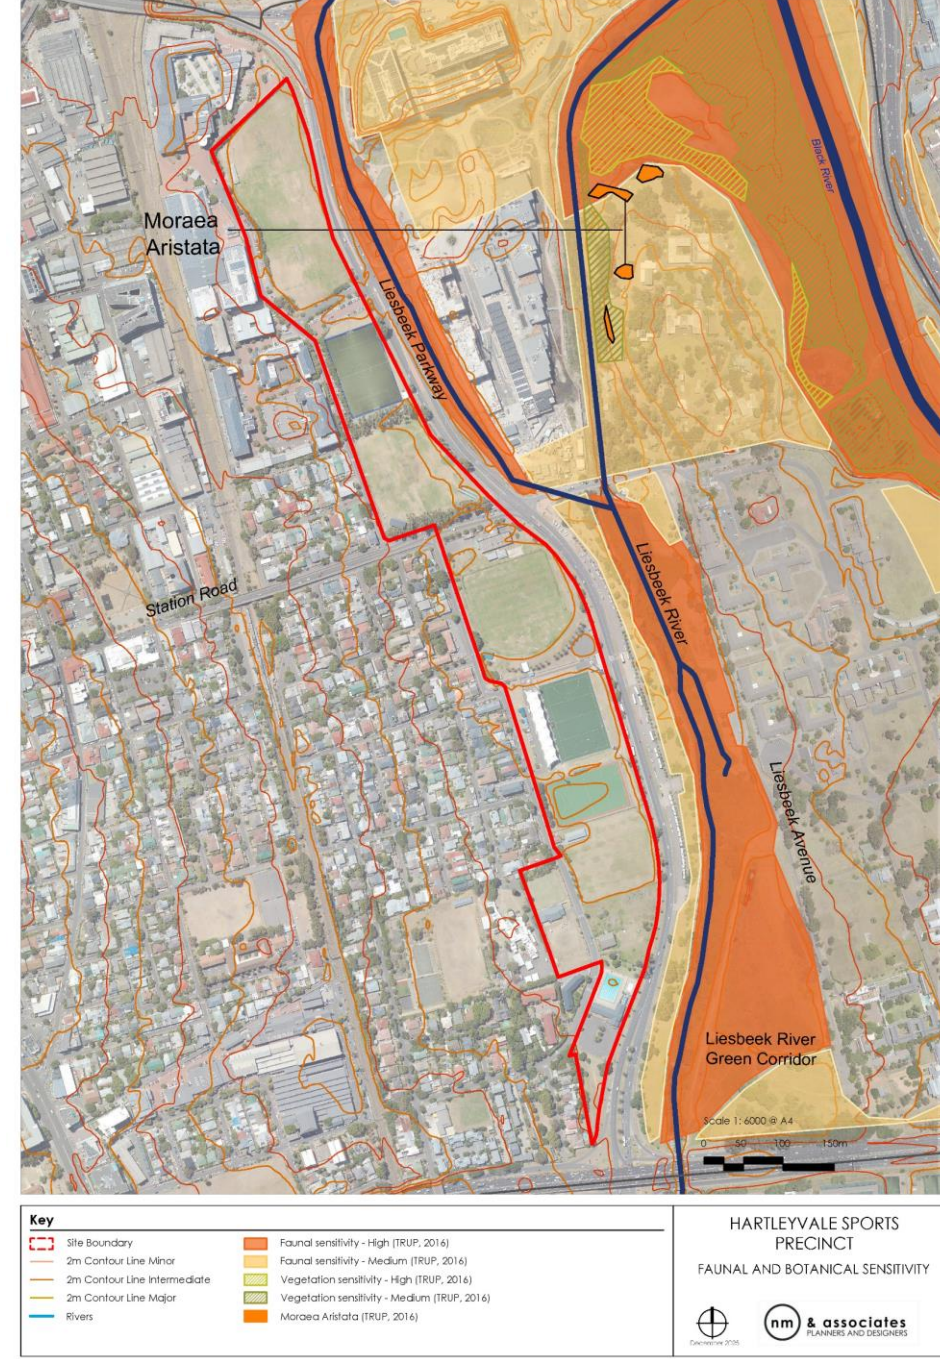 Black River
Moraea
Aristata
Liesbeek Parkway
Station Road
Liesbeek River
Liesbeek Avenue
Liesbeek River
Green Corridor
Scale 1: 6000 @ A4
0 50 100 150m
Key
Site Boundary
2m Contour Line Minor
2m Contour Line Intermediate
2m Contour Line Major
Rivers
Faunal sensitivity - High (TRUP, 2016)
Faunal sensitivity - Medium (TRUP, 2016)
Vegetation sensitivity - High (TRUP, 2016)
Vegetation sensitivity - Medium (TRUP, 2016)
Moraea Aristata (TRUP, 2016)
HARTLEYVALE SPORTS
PRECINCT
FAUNAL AND BOTANICAL SENSITIVITY
December
nm & associates
PLANNERS AND DESIGNERS